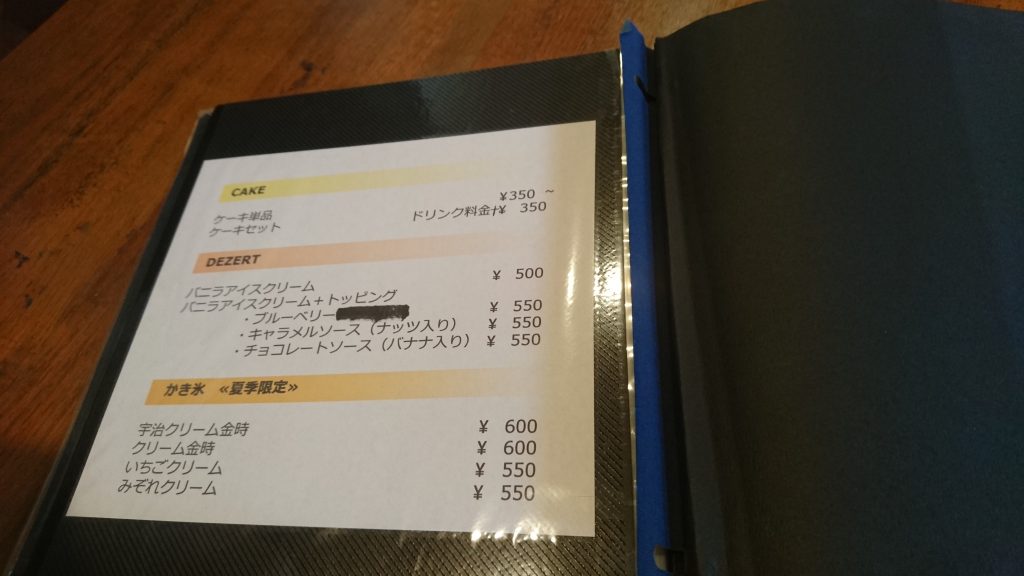 CAKE
ケーキ単品 ¥350 ~
ケーキセット ドリンク料金+¥ 350
DEZERT
バニラアイスクリーム ¥ 500
バニラアイスクリーム+トッピング
・ブルーベリー ¥ 550
・キャラメルソース(ナッツ入り) ¥ 550
・チョコレートソース(バナナ入り) ¥ 550
かき氷 ≪夏季限定≫
宇治クリーム金時 ¥ 600
クリーム金時 ¥ 600
いちごクリーム ¥ 550
みぞれクリーム ¥ 550